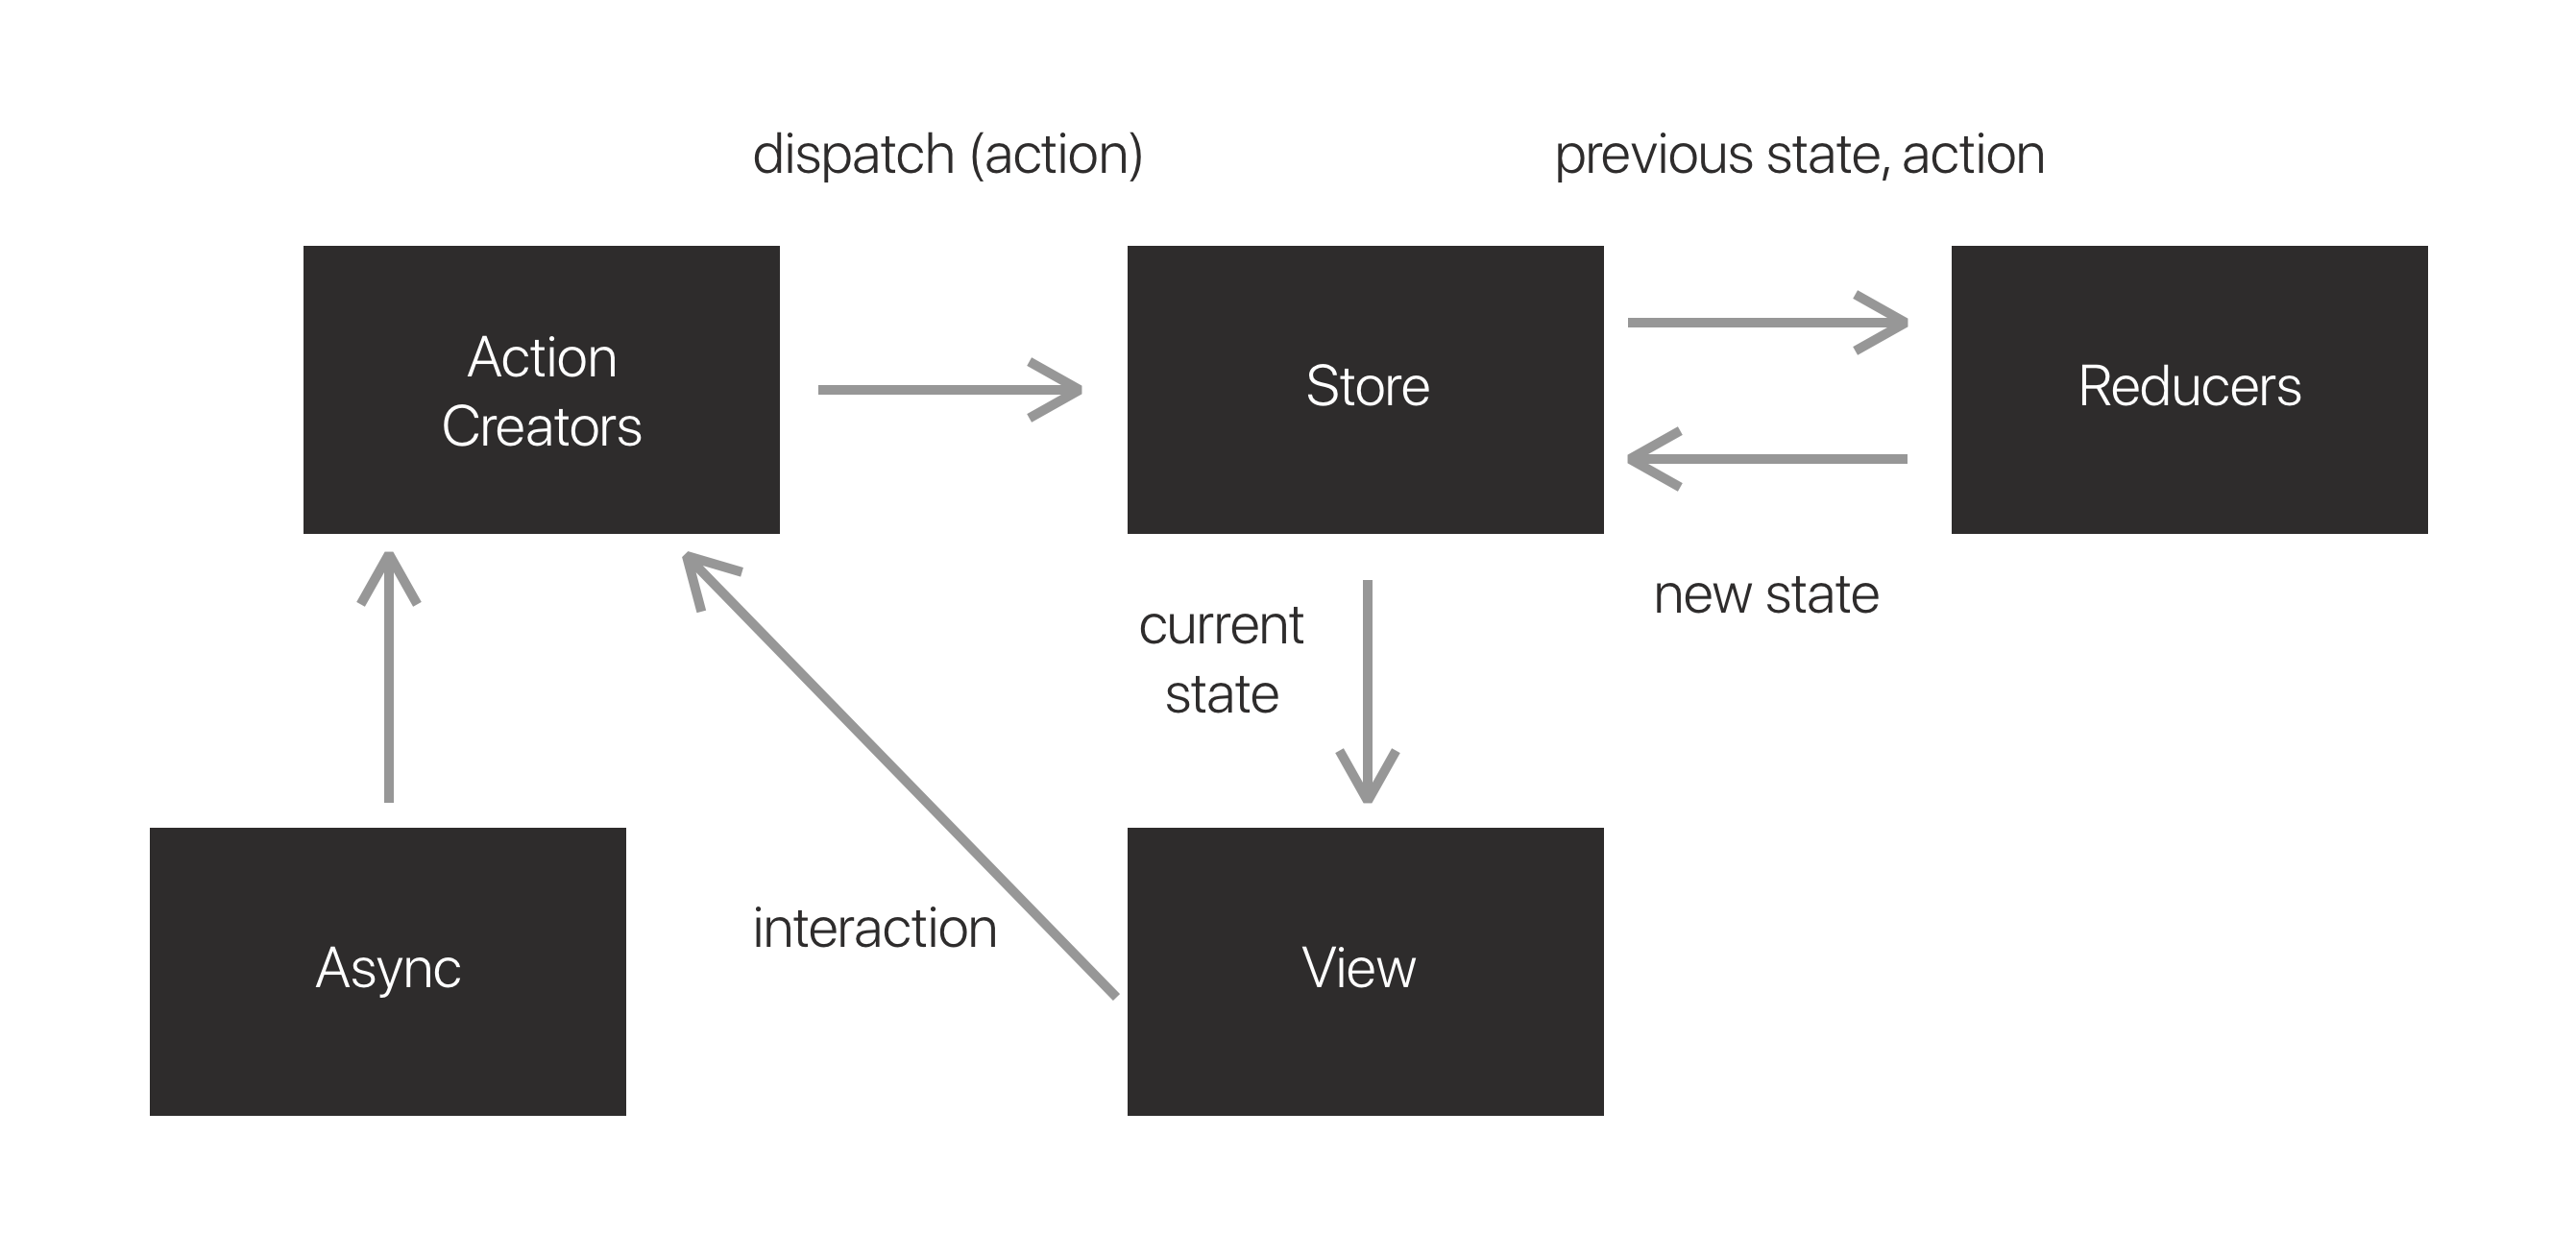 dispatch (action)
previous state, action
Action
Creators
Store
Reducers
current
state
new state
interaction
Async
View